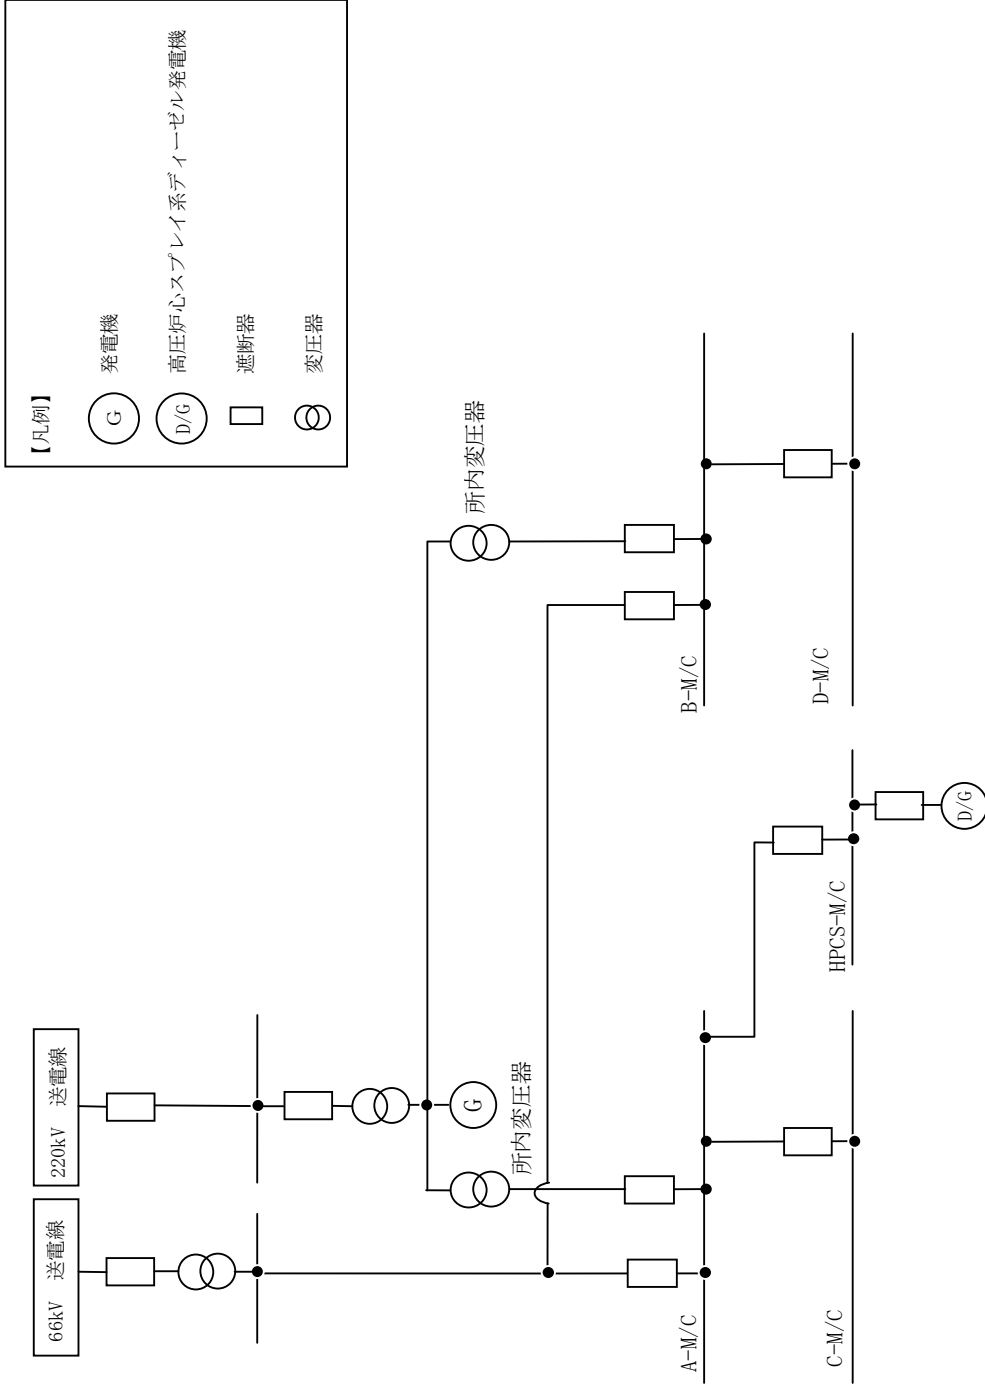 66kV 送電線
220kV 送電線
【凡例】
G
発電機
D/G
高圧炉心スプレイ系ディーゼル発電機
遮断器
変圧器
G
所内変圧器
所内変圧器
A-M/C
B-M/C
C-M/C
HPCS-M/C
D-M/C
D/G